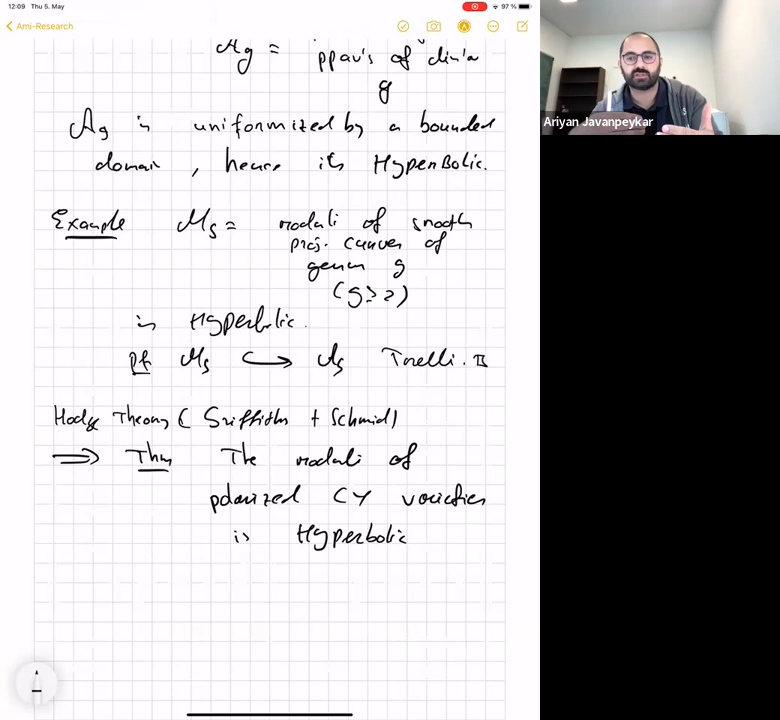 12:09 Thu 5. May
97 %
Ami-Research
Ariyan Javanpeykar
Ag = ppav's of dim'n
g
Ag is uniformized by a bounded
domain, hence it's Hyperbolic.
Example Mg = moduli of smooth
proj. curves of
genus g
(g≥2)
is Hyperbolic.
Pf Mg ↪ Ag Torelli.
Hodge Theory (Griffiths + Schmid)
⟹ Thm The moduli of
polarized CY varieties
is Hyperbolic